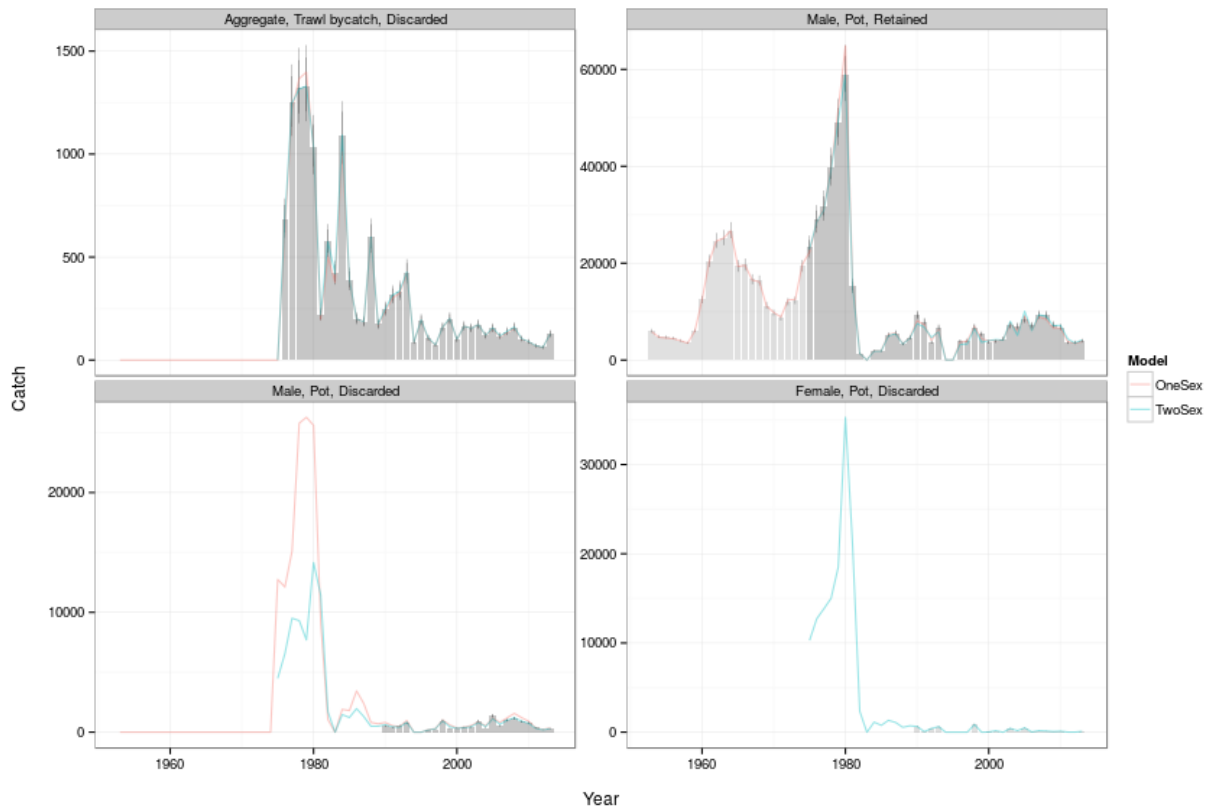 Aggregate, Trawl bycatch, Discarded
Male, Pot, Retained
1500
1000
500
0
60000
40000
20000
0
Male, Pot, Discarded
Female, Pot, Discarded
20000
10000
0
30000
20000
10000
0
1960 1980 2000
1960 1980 2000
Catch
Year
Model
OneSex
TwoSex